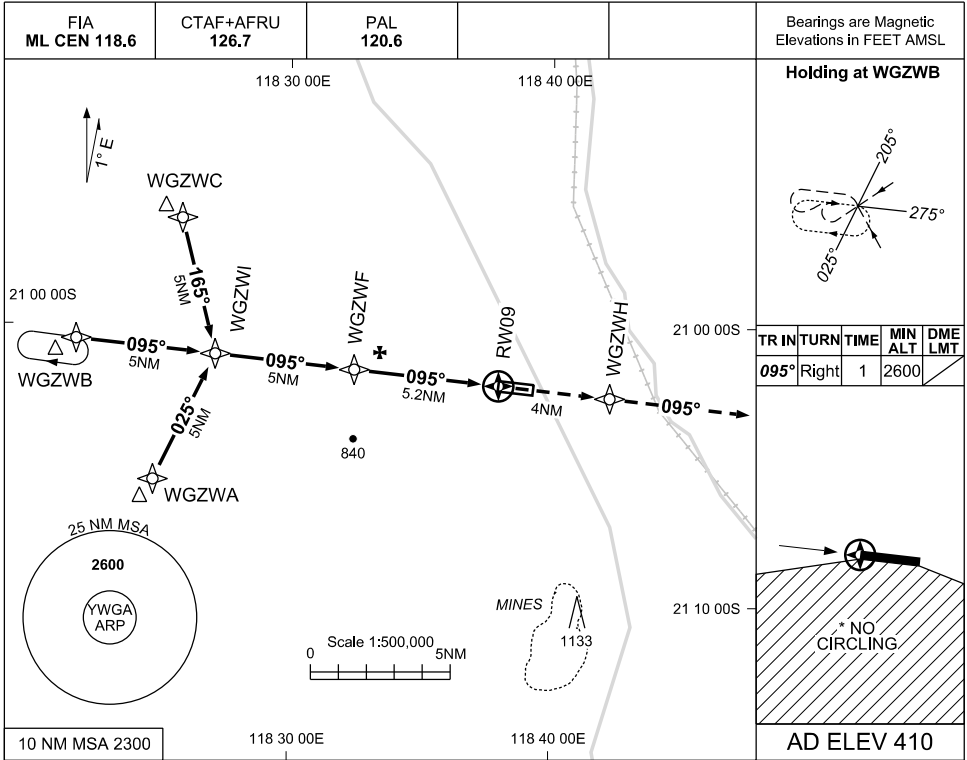 FIA
ML CEN 118.6
CTAF+AFRU
126.7
PAL
120.6
Bearings are Magnetic
Elevations in FEET AMSL
118 30 00E
118 40 00E
Holding at WGZWB
1° E
205°
275°
025°
WGZWC
165°
5NM
WGZWI
WGZWF
RW09
WGZWH
21 00 00S
21 00 00S
WGZWB
095°
5NM
095°
5NM
095°
5.2NM
4NM
095°
025°
5NM
WGZWA
840
TR IN
TURN
TIME
MIN
ALT
DME
LMT
095°
Right
1
2600
25 NM MSA
2600
YWGA
ARP
Scale 1:500,000
0
5NM
MINES
1133
21 10 00S
* NO
CIRCLING
10 NM MSA 2300
118 30 00E
118 40 00E
AD ELEV 410